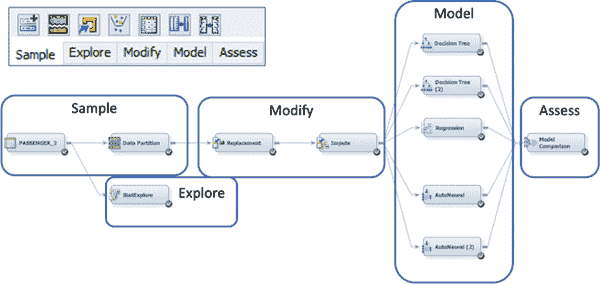 Sample Explore Modify Model Assess
Model
Decision Tree
Decision Tree
(2)
Sample
Modify
Assess
PASSENGER_2
Data Partition
Replacement
Impute
Regression
Model
Comparison
StatExplore
Explore
AutoNeural
AutoNeural (2)